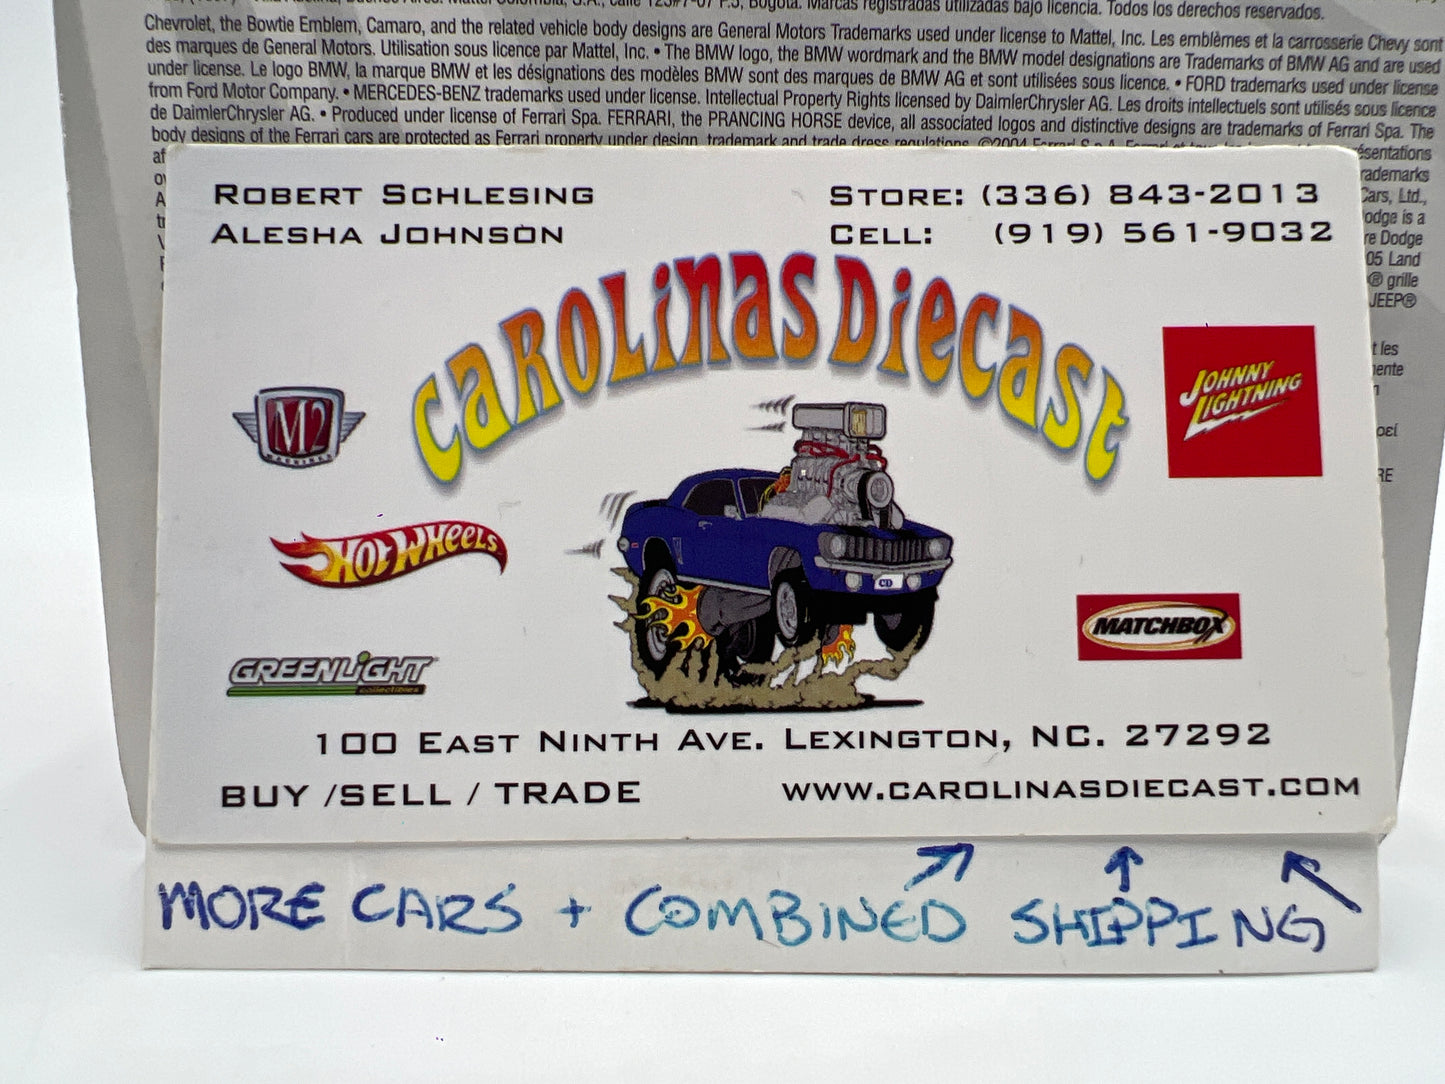 Chevrolet, the Bowtie Emblem, Camaro, and the related vehicle body designs are General Motors Trademarks used under license to Mattel, Inc. Les emblèmes et la carrosserie Chevy sont
des marques de General Motors. Utilisation sous licence par Mattel, Inc. • The BMW logo, the BMW wordmark and the BMW model designations are Trademarks of BMW AG and are used
under license. Le logo BMW, la marque BMW et les désignations des modèles BMW sont des marques de BMW AG et sont utilisées sous licence. • FORD trademarks used under license
from Ford Motor Company. • MERCEDES-BENZ trademarks used under license. Intellectual Property Rights licensed by DaimlerChrysler AG. Les droits intellectuels sont utilisés sous licence
de DaimlerChrysler AG. • Produced under license of Ferrari Spa. FERRARI, the PRANCING HORSE device, all associated logos and distinctive designs are trademarks of Ferrari Spa. The
body designs of the Ferrari cars are protected as Ferrari property under design, trademark and trade dress regulations.
ROBERT SCHLESING
ALESHA JOHNSON
STORE: (336) 843-2013
CELL: (919) 561-9032
CAROLINAS DIECAST
M2
MACHINES
JOHNNY
LIGHTNING
HOT WHEELS
CD
MATCHBOX
GREENLIGHT
collectibles
100 EAST NINTH AVE. LEXINGTON, NC. 27292
BUY /SELL / TRADE
WWW.CAROLINASDIECAST.COM
MORE CARS + COMBINED SHIPPING